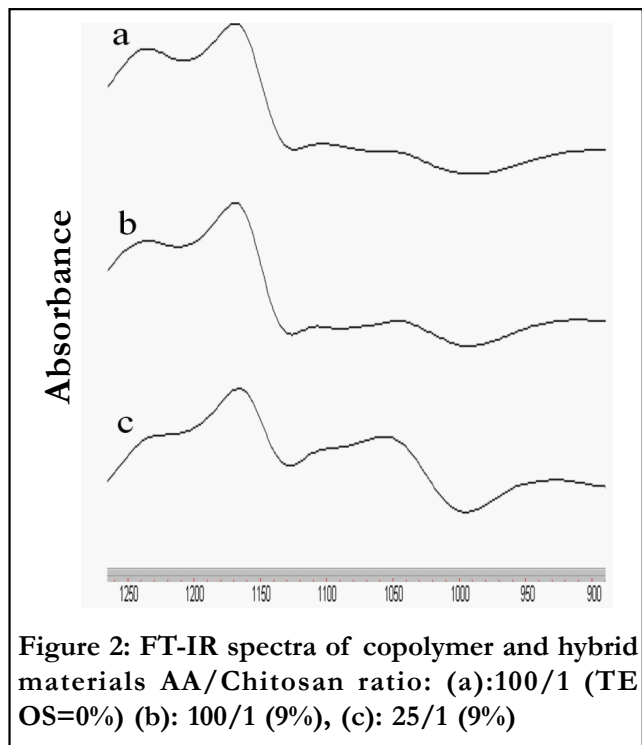 a
b
c
Absorbance
1250 1200 1150 1100 1050 1000 950 900
Figure 2: FT-IR spectra of copolymer and hybrid
materials AA/Chitosan ratio: (a):100/1 (TE
OS=0%) (b): 100/1 (9%), (c): 25/1 (9%)